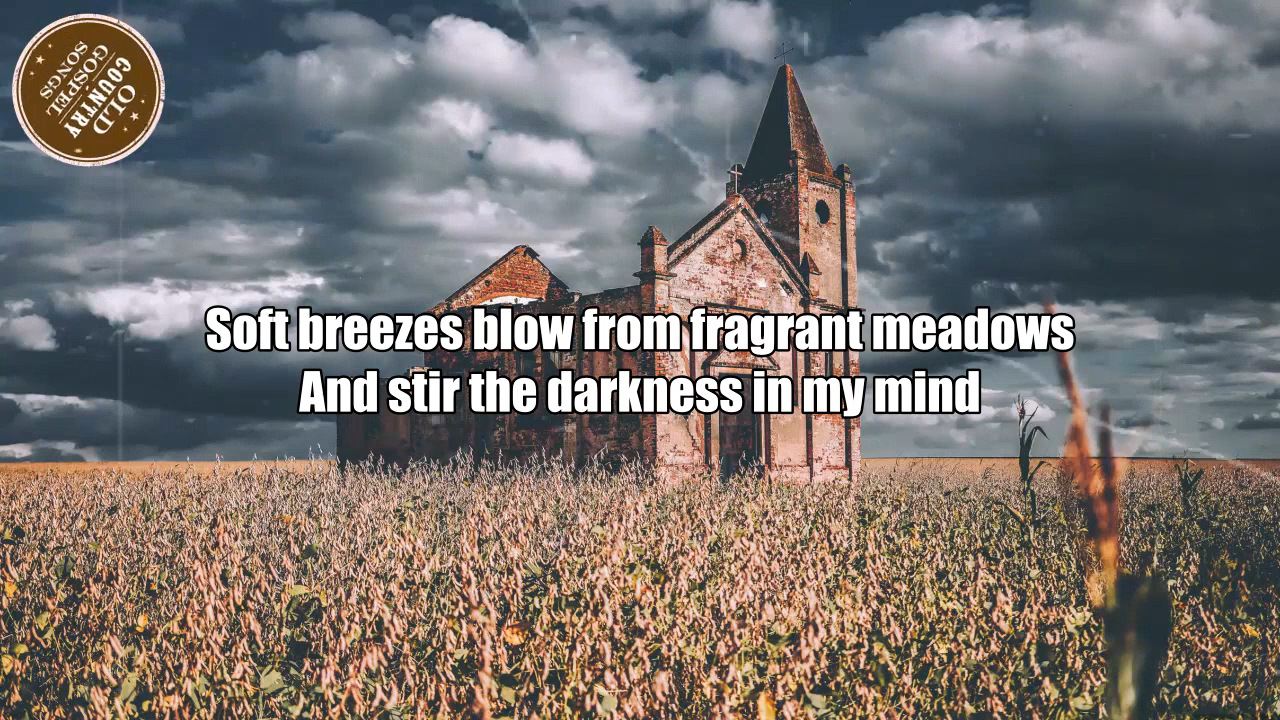 OLD
COUNTRY
GOSPEL
SONGS
Soft breezes blow from fragrant meadows
And stir the darkness in my mind